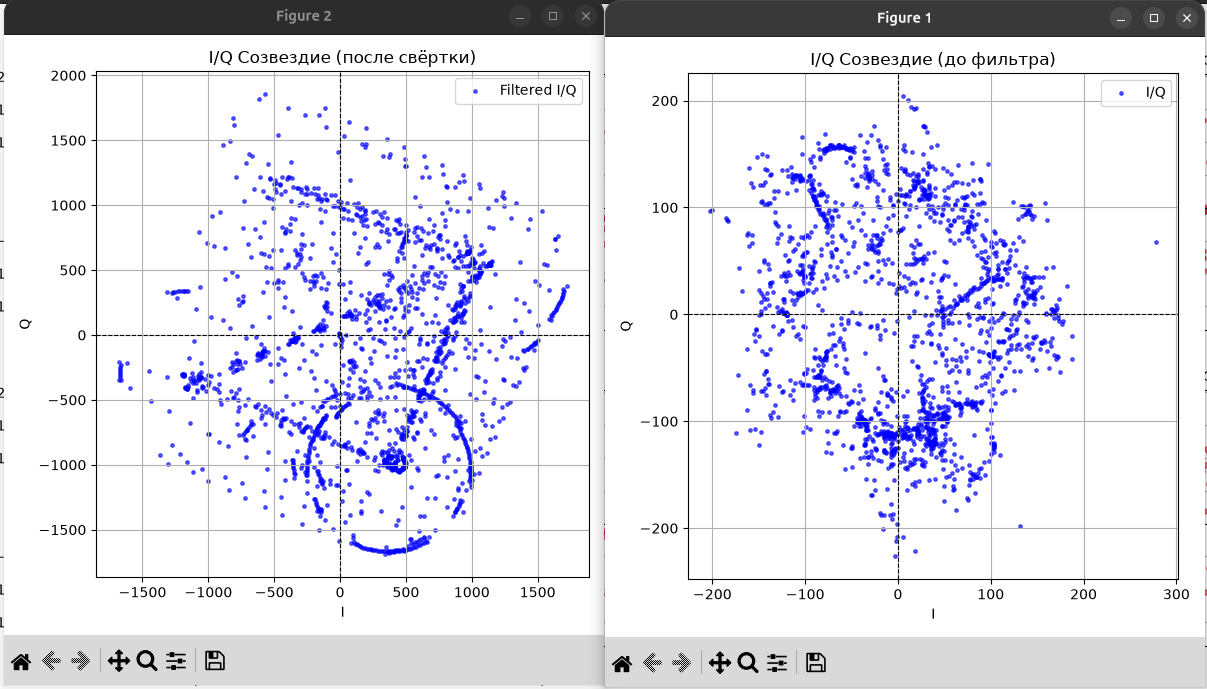 Figure 2
I/Q Созвездие (после свёртки)
Filtered I/Q
2000
1500
1000
500
0
−500
−1000
−1500
Q
−1500 −1000 −500 0 500 1000 1500
I
Figure 1
I/Q Созвездие (до фильтра)
I/Q
200
100
0
−100
−200
Q
−200 −100 0 100 200 300
I